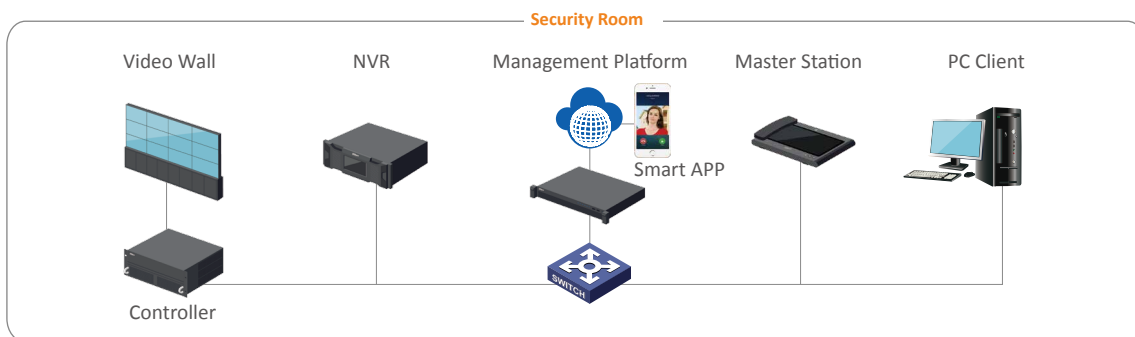 Security Room
Video Wall
NVR
Management Platform
Master Station
PC Client
Smart APP
SWITCH
Controller